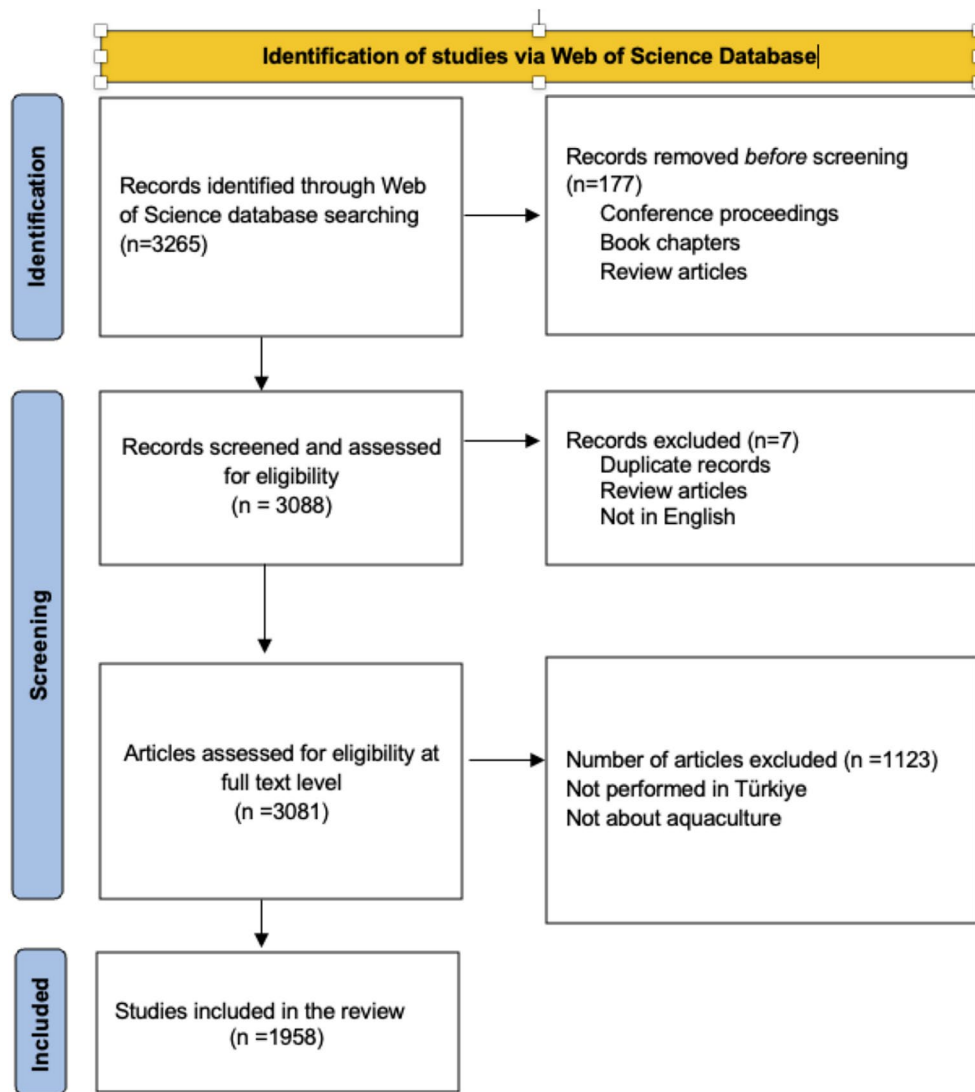 Identification of studies via Web of Science Database
Identification
Records identified through Web
of Science database searching
(n=3265)
Records removed before screening
(n=177)
Conference proceedings
Book chapters
Review articles
Screening
Records screened and assessed
for eligibility
(n = 3088)
Records excluded (n=7)
Duplicate records
Review articles
Not in English
Articles assessed for eligibility at
full text level
(n =3081)
Number of articles excluded (n =1123)
Not performed in Türkiye
Not about aquaculture
Included
Studies included in the review
(n =1958)